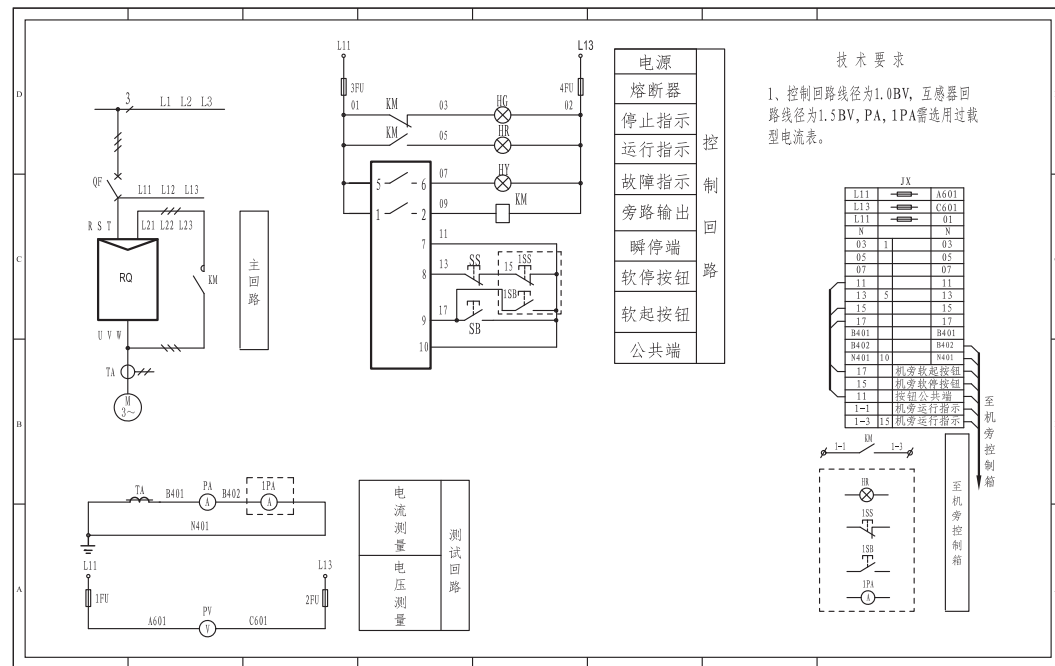 D
C
B
A
3
L1 L2 L3
QF
L11 L12 L13
R S T
L21 L22 L23
RQ
KM
U V W
TA
M
3～
主回路
L11
L13
3FU
4FU
01
KM
03
HG
02
KM
05
HR
5
6
07
HY
1
2
09
KM
7
11
8
13
SS
15
1SS
1SB
9
17
SB
10
电源
熔断器
停止指示
运行指示
故障指示
旁路输出
瞬停端
软停按钮
软起按钮
公共端
控制回路
技术要求
1、控制回路线径为1.0BV, 互感器回
路线径为1.5BV, PA, 1PA需选用过载
型电流表。
JX
L11 A601
L13 C601
L11 01
N N
03 1 03
05 05
07 07
11 11
13 5 13
15 15
17 17
B401 B401
B402 B402
N401 10 N401
17 机旁软起按钮
15 机旁软停按钮
11 按钮公共端
1-1 机旁运行指示
1-3 15 机旁运行指示
至机旁控制箱
1-1 KM 1-3
HR
1SS
1SB
1PA
A
至机旁控制箱
TA
B401
PA
A
B402
1PA
A
N401
L11
L13
1FU
2FU
A601
PV
V
C601
电流测量
电压测量
测试回路